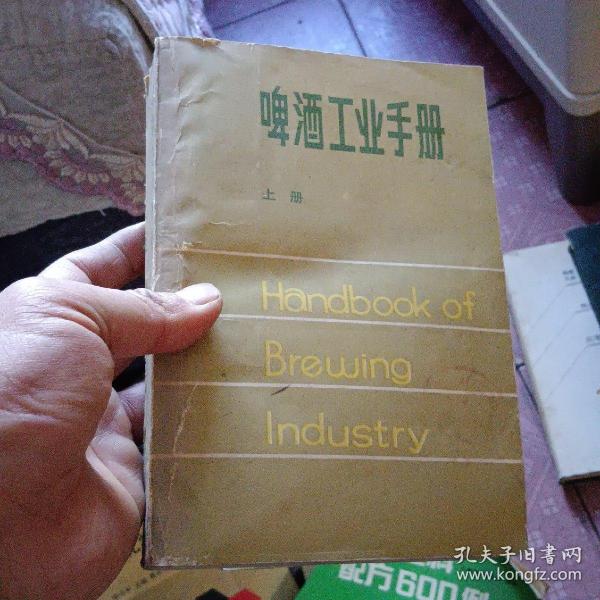 啤酒工业手册
上册
Handbook of
Brewing
Industry
配方600例
孔夫子旧书网
www.kongfz.com